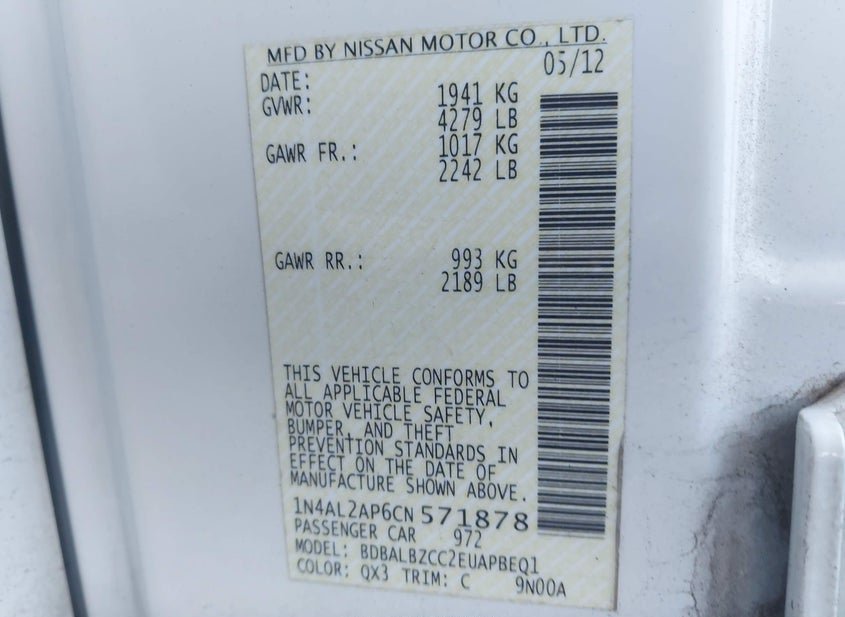 MFD BY NISSAN MOTOR CO., LTD.
DATE: 05/12
GVWR: 1941 KG
4279 LB
GAWR FR.: 1017 KG
2242 LB
GAWR RR.: 993 KG
2189 LB
THIS VEHICLE CONFORMS TO
ALL APPLICABLE FEDERAL
MOTOR VEHICLE SAFETY,
BUMPER, AND THEFT
PREVENTION STANDARDS IN
EFFECT ON THE DATE OF
MANUFACTURE SHOWN ABOVE.
1N4AL2AP6CN 571878
PASSENGER CAR 972
MODEL: BDBALBZCC2EUAPBEQ1
COLOR: QX3 TRIM: C 9N00A